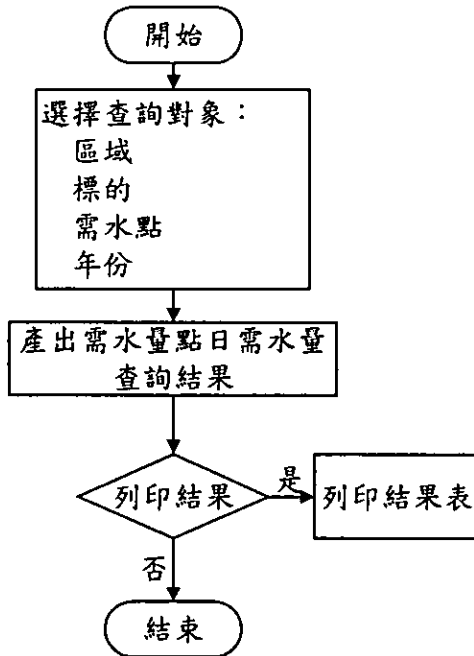 開始
選擇查詢對象：
區域
標的
需水點
年份
產出需水量點日需水量
查詢結果
列印結果
是
列印結果表
否
結束